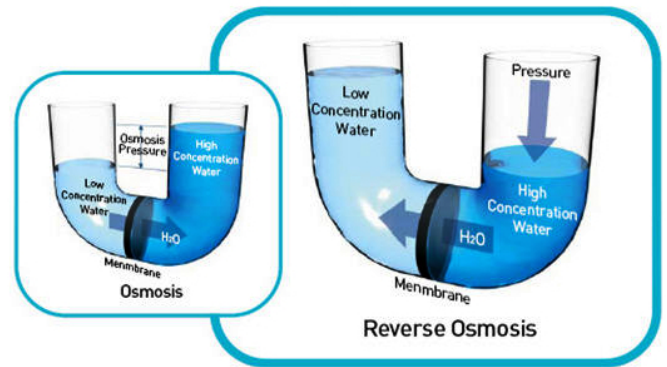 Osmosis
Pressure
High
Concentration
Water
Low
Concentration
Water
H₂O
Menmbrane
Osmosis
Low
Concentration
Water
Pressure
High
Concentration
Water
H₂O
Menmbrane
Reverse Osmosis